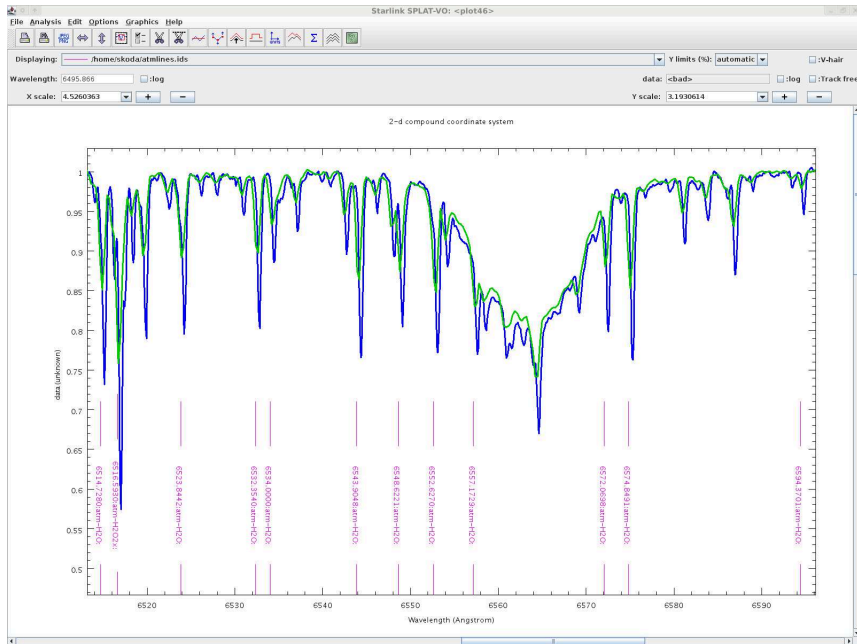 Starlink SPLAT-VO: <plot46>
File Analysis Edit Options Graphics Help
Displaying: /home/skoda/atmlines.ids Y limits (%): automatic :V-hair
Wavelength: 6495.866 :log data: <bad> :log :Track free
X scale: 4.5260363 + − Y scale: 3.1930614 + −
2-d compound coordinate system
1
0.95
0.9
0.85
0.8
0.75
0.7
0.65
0.6
0.55
0.5
data (unknown)
6514.7280:atm-H2O:
6516.5930:atm-H2O2x:
6523.8442:atm-H2O:
6532.3540:atm-H2O:
6534.0000:atm-H2O:
6543.9048:atm-H2O:
6548.6221:atm-H2O:
6552.6270:atm-H2O:
6557.1729:atm-H2O:
6572.0698:atm-H2O:
6574.8491:atm-H2O:
6594.3701:atm-H2O:
6520 6530 6540 6550 6560 6570 6580 6590
Wavelength (Angstrom)